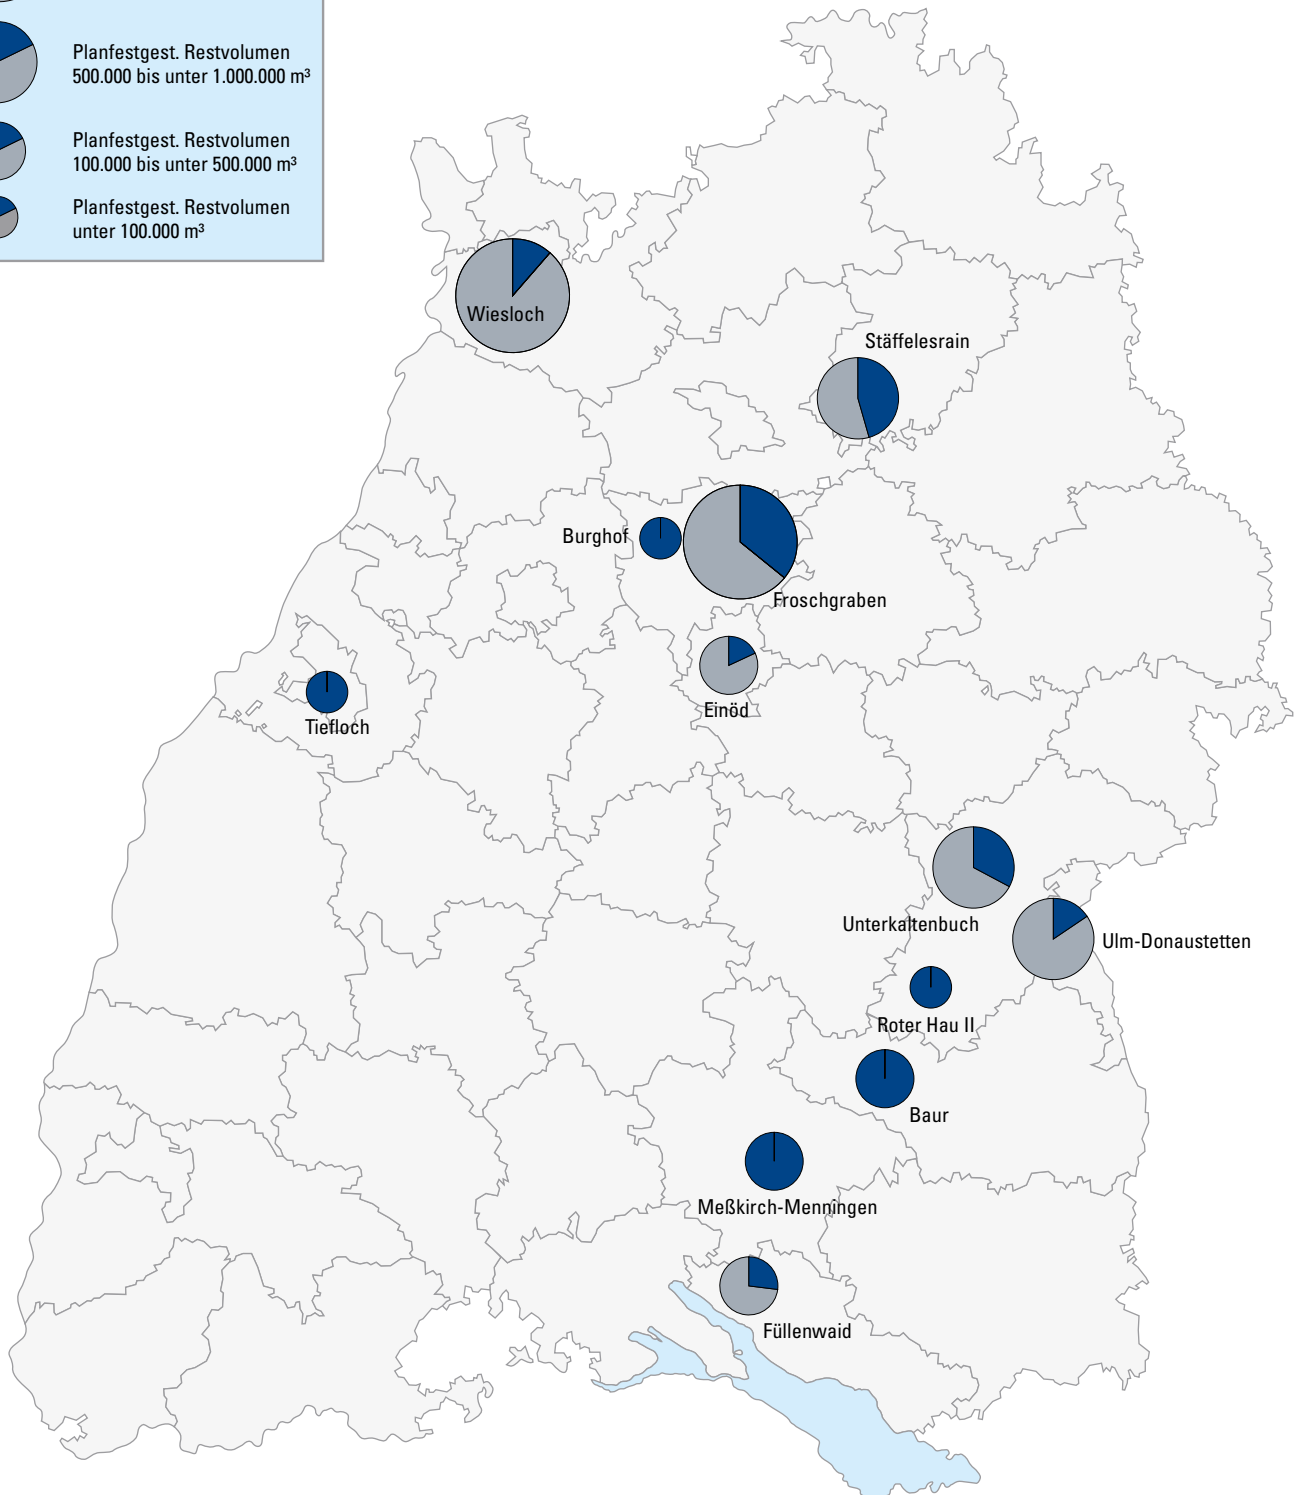 Planfestgest. Restvolumen
500.000 bis unter 1.000.000 m³
Planfestgest. Restvolumen
100.000 bis unter 500.000 m³
Planfestgest. Restvolumen
unter 100.000 m³
Wiesloch
Stäffelesrain
Burghof
Froschgraben
Einöd
Tiefloch
Unterkaltenbuch
Ulm-Donaustetten
Roter Hau II
Baur
Meßkirch-Menningen
Füllenwaid